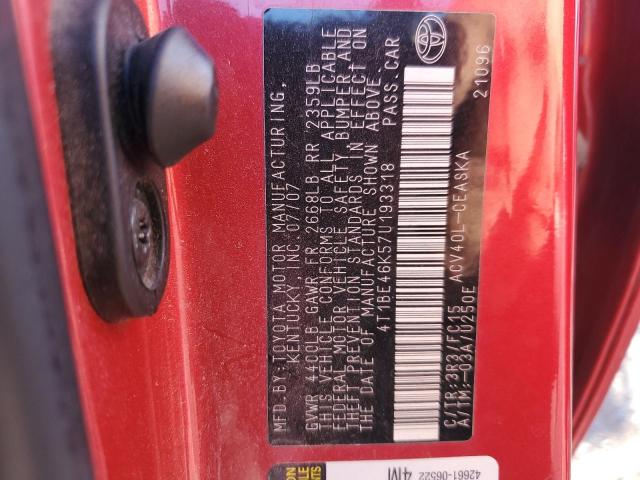 MFD.BY:TOYOTA MOTOR MANUFACTURING,
KENTUCKY, INC. 07/07
GVWR 4400LB GAWR FR 2668LB RR 2359LB
THIS VEHICLE CONFORMS TO ALL APPLICABLE
FEDERAL MOTOR VEHICLE SAFETY, BUMPER AND
THEFT PREVENTION STANDARDS IN EFFECT ON
THE DATE OF MANUFACTURE SHOWN ABOVE.
4T1BE46K57U193318 PASS.CAR
C/TR:3R3/FC15 ACV40L-CEASKA
A/TM:-03A/U250E 21096
42661-06522
4M